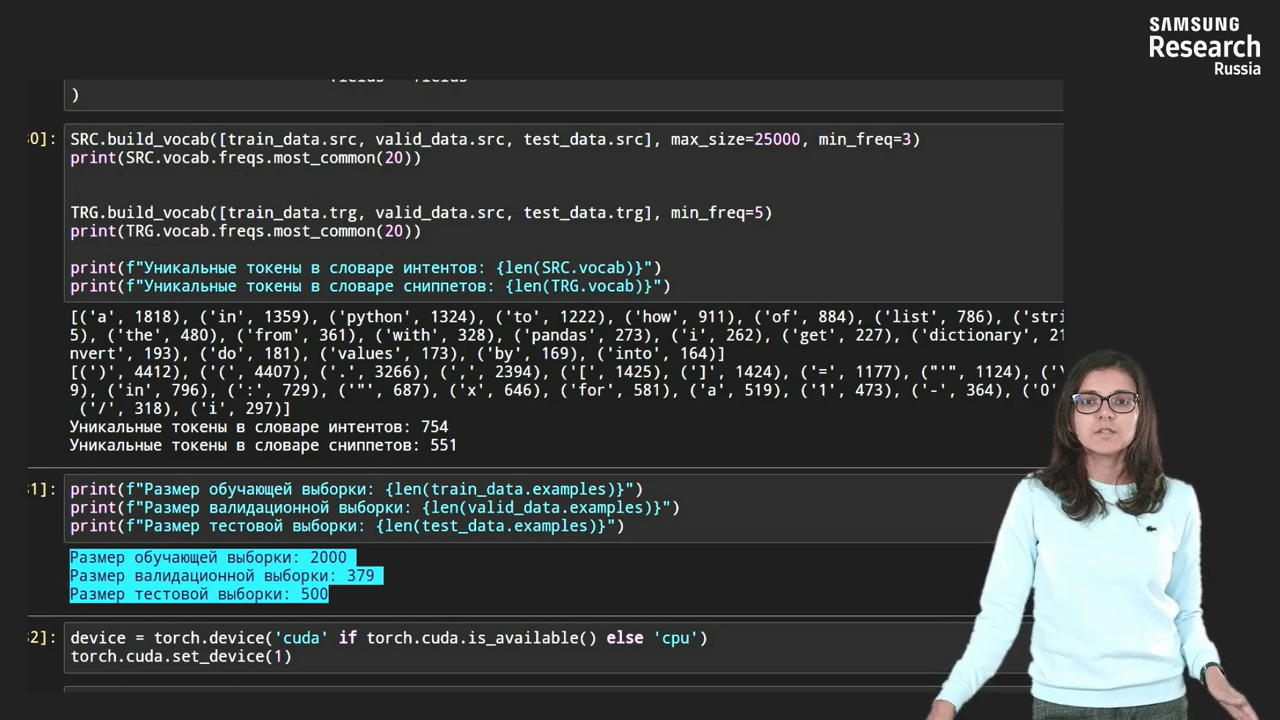 SAMSUNG
Research
Russia
)
0]:
SRC.build_vocab([train_data.src, valid_data.src, test_data.src], max_size=25000, min_freq=3)
print(SRC.vocab.freqs.most_common(20))
TRG.build_vocab([train_data.trg, valid_data.src, test_data.trg], min_freq=5)
print(TRG.vocab.freqs.most_common(20))
print(f"Уникальные токены в словаре интентов: {len(SRC.vocab)}")
print(f"Уникальные токены в словаре сниппетов: {len(TRG.vocab)}")
[('a', 1818), ('in', 1359), ('python', 1324), ('to', 1222), ('how', 911), ('of', 884), ('list', 786), ('stri
5), ('the', 480), ('from', 361), ('with', 328), ('pandas', 273), ('i', 262), ('get', 227), ('dictionary', 21
nvert', 193), ('do', 181), ('values', 173), ('by', 169), ('into', 164)]
[(')', 4412), ('(', 4407), ('.', 3266), (',', 2394), ('[', 1425), (']', 1424), ('=', 1177), ("'", 1124), ('\
9), ('in', 796), (':', 729), ('"', 687), ('x', 646), ('for', 581), ('a', 519), ('1', 473), ('-', 364), ('0'
('/', 318), ('i', 297)]
Уникальные токены в словаре интентов: 754
Уникальные токены в словаре сниппетов: 551
1]:
print(f"Размер обучающей выборки: {len(train_data.examples)}")
print(f"Размер валидационной выборки: {len(valid_data.examples)}")
print(f"Размер тестовой выборки: {len(test_data.examples)}")
Размер обучающей выборки: 2000
Размер валидационной выборки: 379
Размер тестовой выборки: 500
2]:
device = torch.device('cuda' if torch.cuda.is_available() else 'cpu')
torch.cuda.set_device(1)